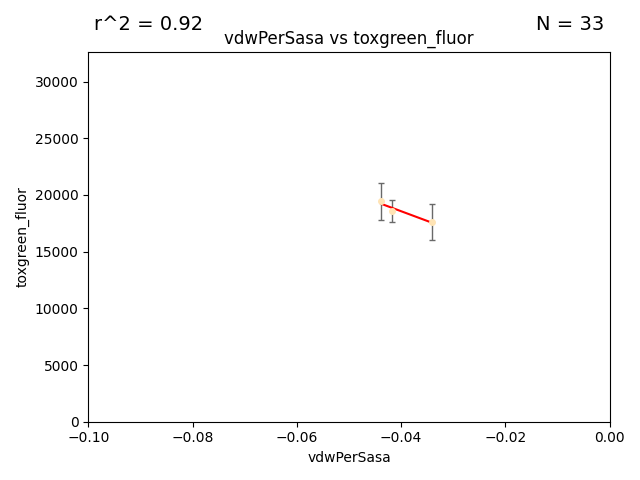 r^2 = 0.92
N = 33
vdwPerSasa vs toxgreen_fluor
30000
25000
20000
15000
10000
5000
0
toxgreen_fluor
−0.10
−0.08
−0.06
−0.04
−0.02
0.00
vdwPerSasa